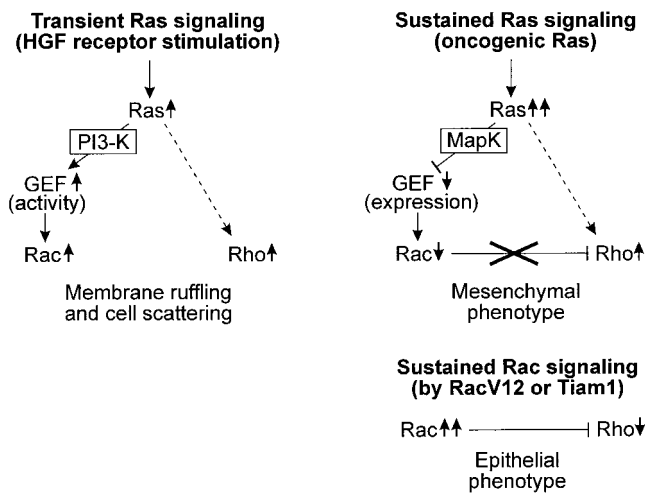 Transient Ras signaling
(HGF receptor stimulation)
Ras↑
PI3-K
GEF↑
(activity)
Rac↑
Rho↑
Membrane ruffling
and cell scattering
Sustained Ras signaling
(oncogenic Ras)
Ras↑↑
MapK
GEF↓
(expression)
Rac↓
Rho↑
Mesenchymal
phenotype
Sustained Rac signaling
(by RacV12 or Tiam1)
Rac↑↑
Rho↓
Epithelial
phenotype